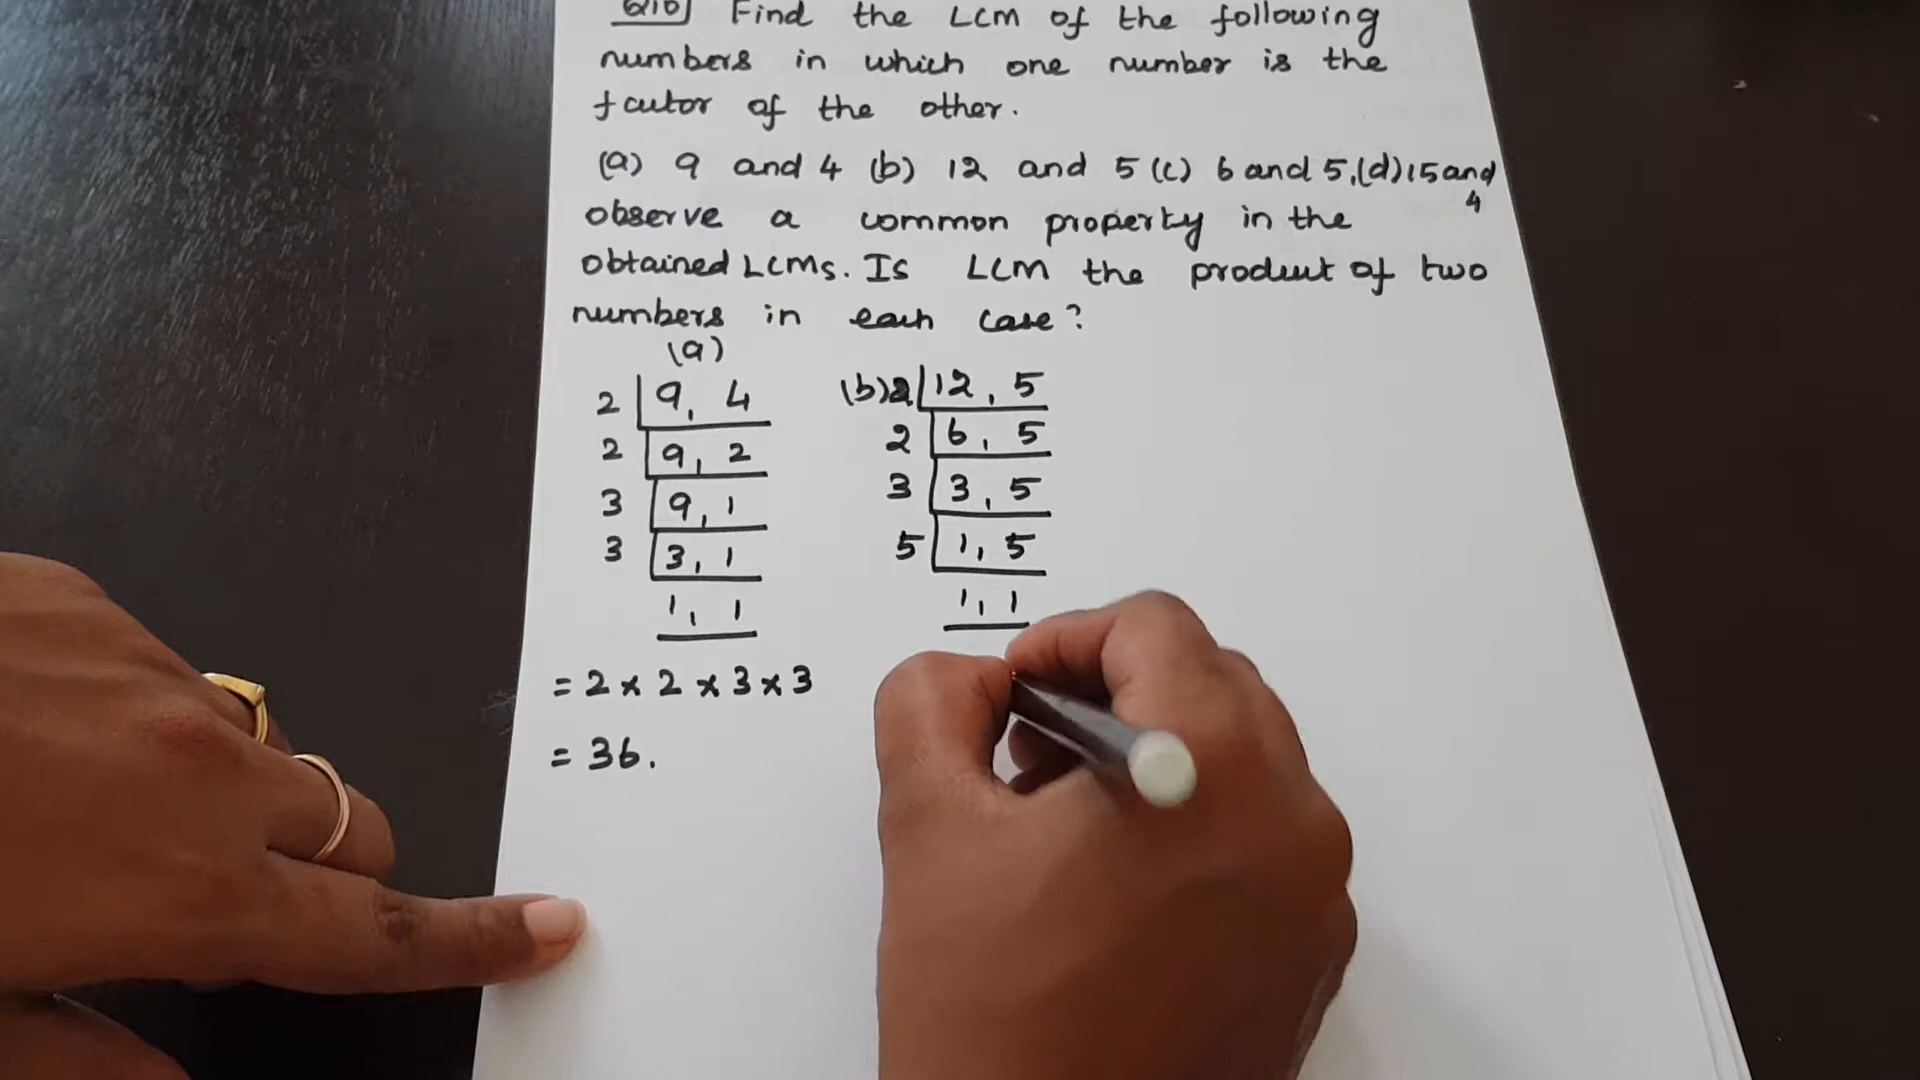 Q10) Find the LCM of the following
numbers in which one number is the
factor of the other.
(a) 9 and 4 (b) 12 and 5 (c) 6 and 5, (d) 15 and
4
observe a common property in the
obtained LCMs. Is LCM the product of two
numbers in each case?
(a)
2 9, 4
2 9, 2
3 9, 1
3 3, 1
1, 1
= 2 × 2 × 3 × 3
= 36.
(b) 2 12, 5
2 6, 5
3 3, 5
5 1, 5
1, 1